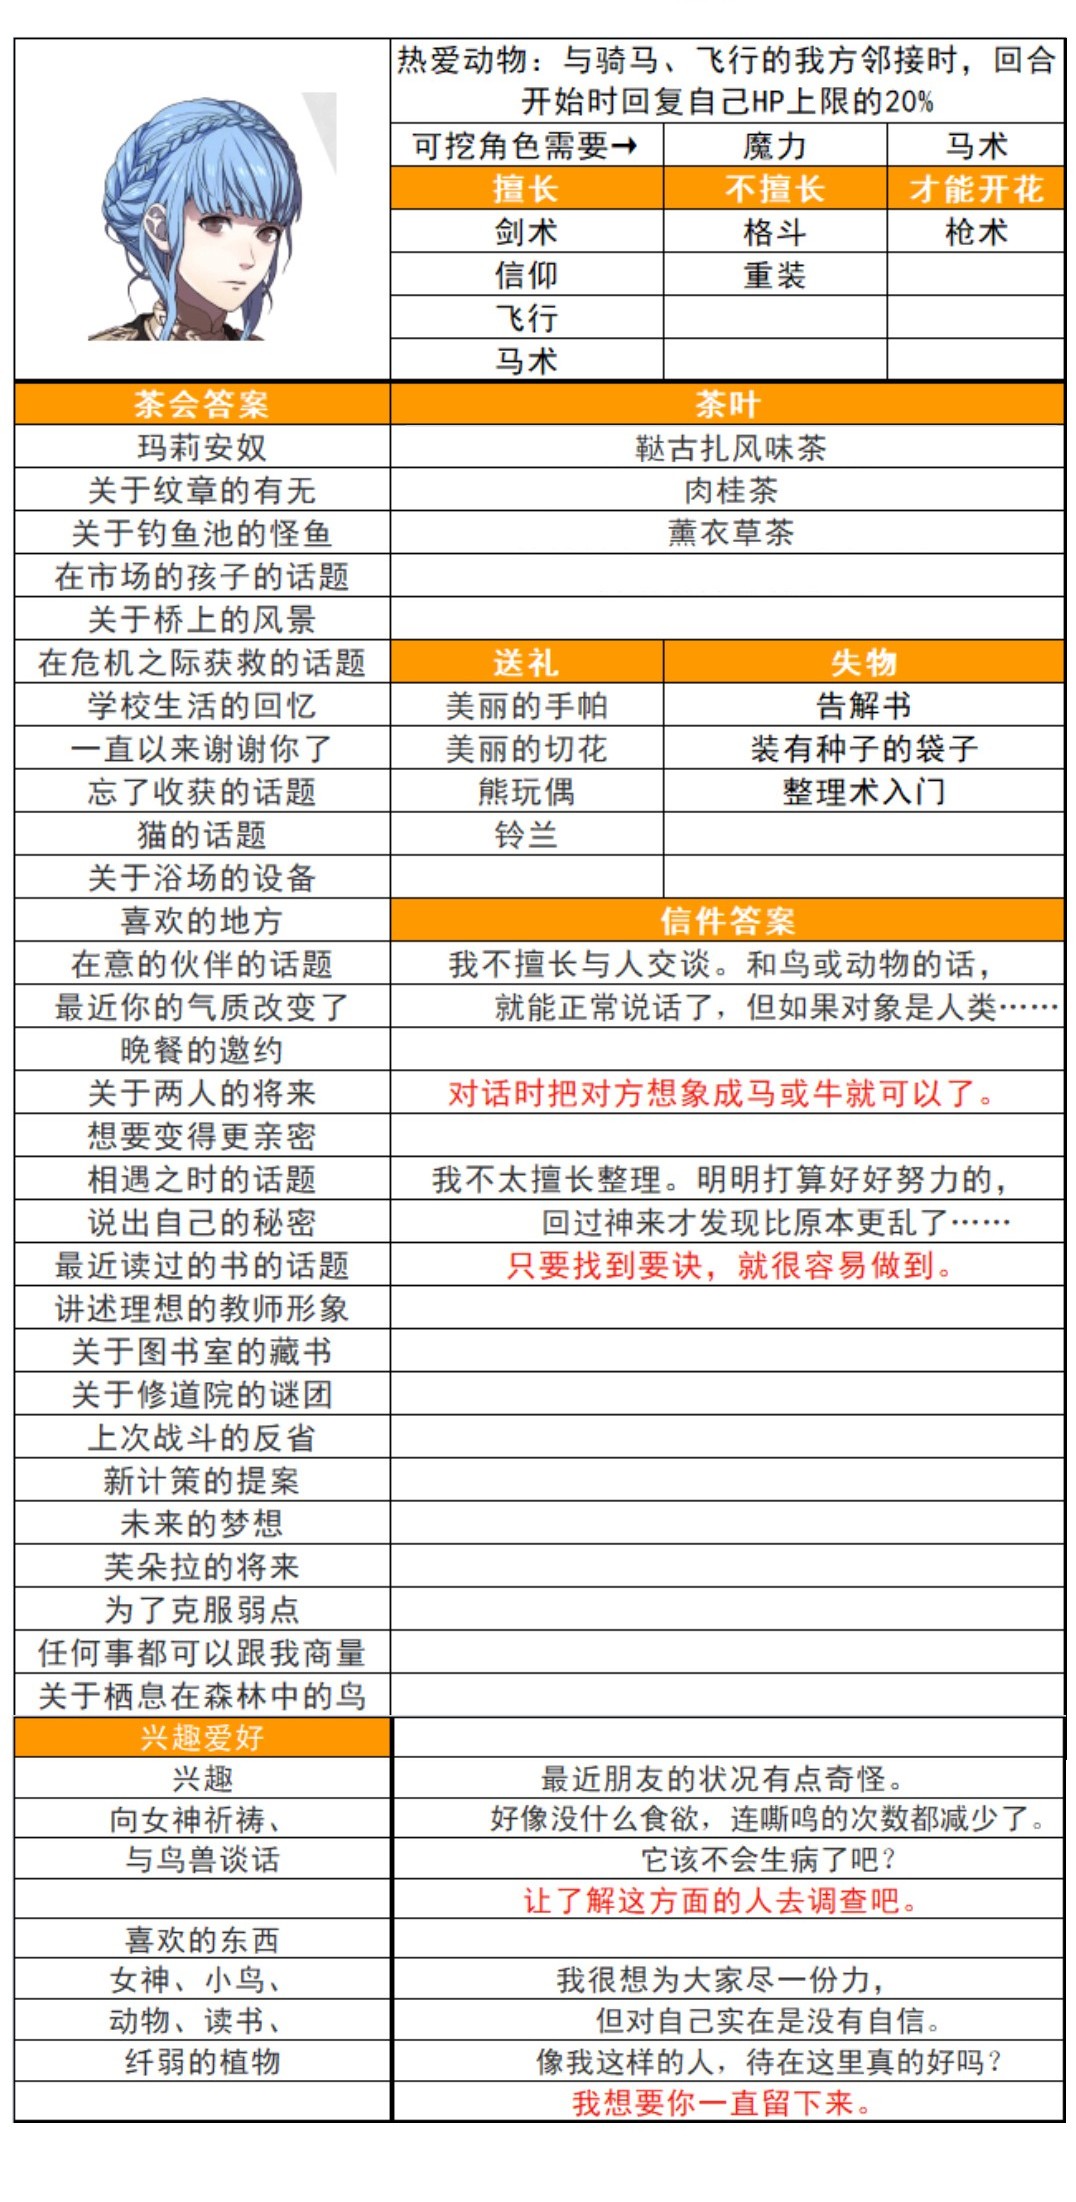 热爱动物：与骑马、飞行的我方邻接时，回合
开始时回复自己HP上限的20%
可挖角色需要→ 魔力 马术
擅长 不擅长 才能开花
剑术 格斗 枪术
信仰 重装
飞行
马术
茶会答案 茶叶
玛莉安奴 鞑古扎风味茶
关于纹章的有无 肉桂茶
关于钓鱼池的怪鱼 薰衣草茶
在市场的孩子的话题
关于桥上的风景
在危机之际获救的话题 送礼 失物
学校生活的回忆 美丽的手帕 告解书
一直以来谢谢你了 美丽的切花 装有种子的袋子
忘了收获的话题 熊玩偶 整理术入门
猫的话题 铃兰
关于浴场的设备
喜欢的地方 信件答案
在意的伙伴的话题 我不擅长与人交谈。和鸟或动物的话，
最近你的气质改变了 就能正常说话了，但如果对象是人类……
晚餐的邀约
关于两人的将来 对话时把对方想象成马或牛就可以了。
想要变得更亲密
相遇之时的话题 我不太擅长整理。明明打算好好努力的，
说出自己的秘密 回过神来才发现比原本更乱了……
最近读过的书的话题 只要找到要诀，就很容易做到。
讲述理想的教师形象
关于图书室的藏书
关于修道院的谜团
上次战斗的反省
新计策的提案
未来的梦想
芙朵拉的将来
为了克服弱点
任何事都可以跟我商量
关于栖息在森林中的鸟
兴趣爱好
兴趣 最近朋友的状况有点奇怪。
向女神祈祷、 好像没什么食欲，连嘶鸣的次数都减少了。
与鸟兽谈话 它该不会生病了吧？
让了解这方面的人去调查吧。
喜欢的东西
女神、小鸟、 我很想为大家尽一份力，
动物、读书、 但对自己实在是没有自信。
纤弱的植物 像我这样的人，待在这里真的好吗？
我想要你一直留下来。